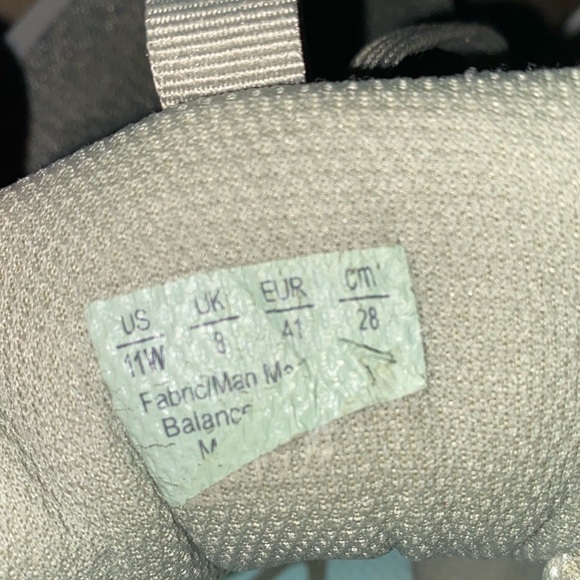 US UK EUR cm
11W 8 41 28
Fabric/Man
Balance
M